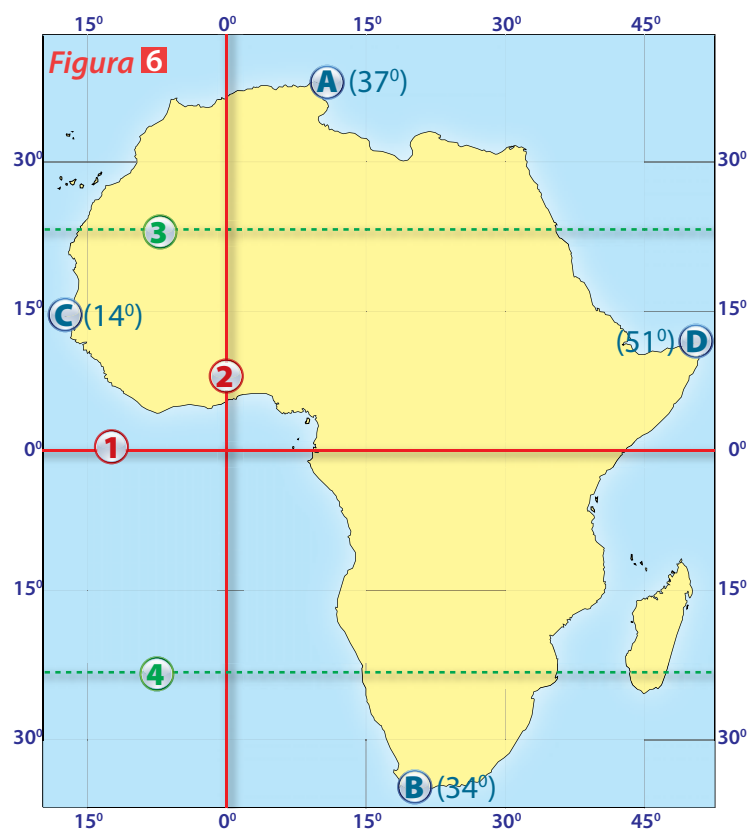 15⁰ 0⁰ 15⁰ 30⁰ 45⁰
Figura 6
A (37⁰)
30⁰ 30⁰
3
15⁰ C (14⁰) 15⁰
(51⁰) D
2
1
0⁰ 0⁰
15⁰ 15⁰
4
30⁰ 30⁰
B (34⁰)
15⁰ 0⁰ 15⁰ 30⁰ 45⁰